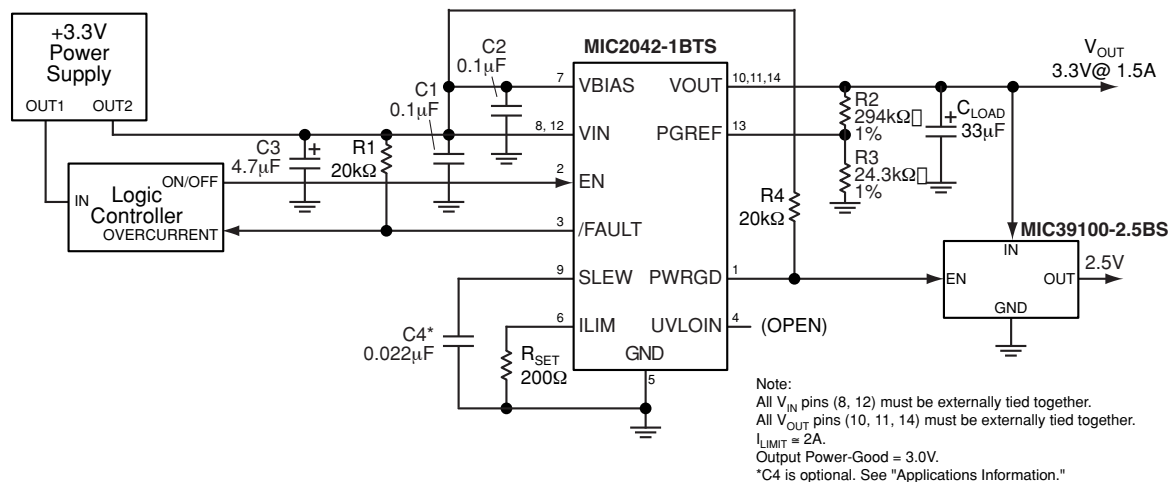 +3.3V
Power
Supply
OUT1 OUT2
C2
0.1μF
C1
0.1μF
C3
4.7μF
+
R1
20kΩ
ON/OFF
IN
Logic
Controller
OVERCURRENT
C4*
0.022μF
RSET
200Ω
MIC2042-1BTS
7 VBIAS
8, 12 VIN
2 EN
3 /FAULT
9 SLEW
6 ILIM
VOUT 10,11,14
PGREF 13
PWRGD 1
UVLOIN 4 (OPEN)
GND
5
R4
20kΩ
R2
294kΩ
1%
R3
24.3kΩ
1%
+
CLOAD
33μF
VOUT
3.3V@ 1.5A
MIC39100-2.5BS
IN
EN OUT
GND
2.5V
Note:
All VIN pins (8, 12) must be externally tied together.
All VOUT pins (10, 11, 14) must be externally tied together.
ILIMIT ≅ 2A.
Output Power-Good = 3.0V.
*C4 is optional. See "Applications Information."